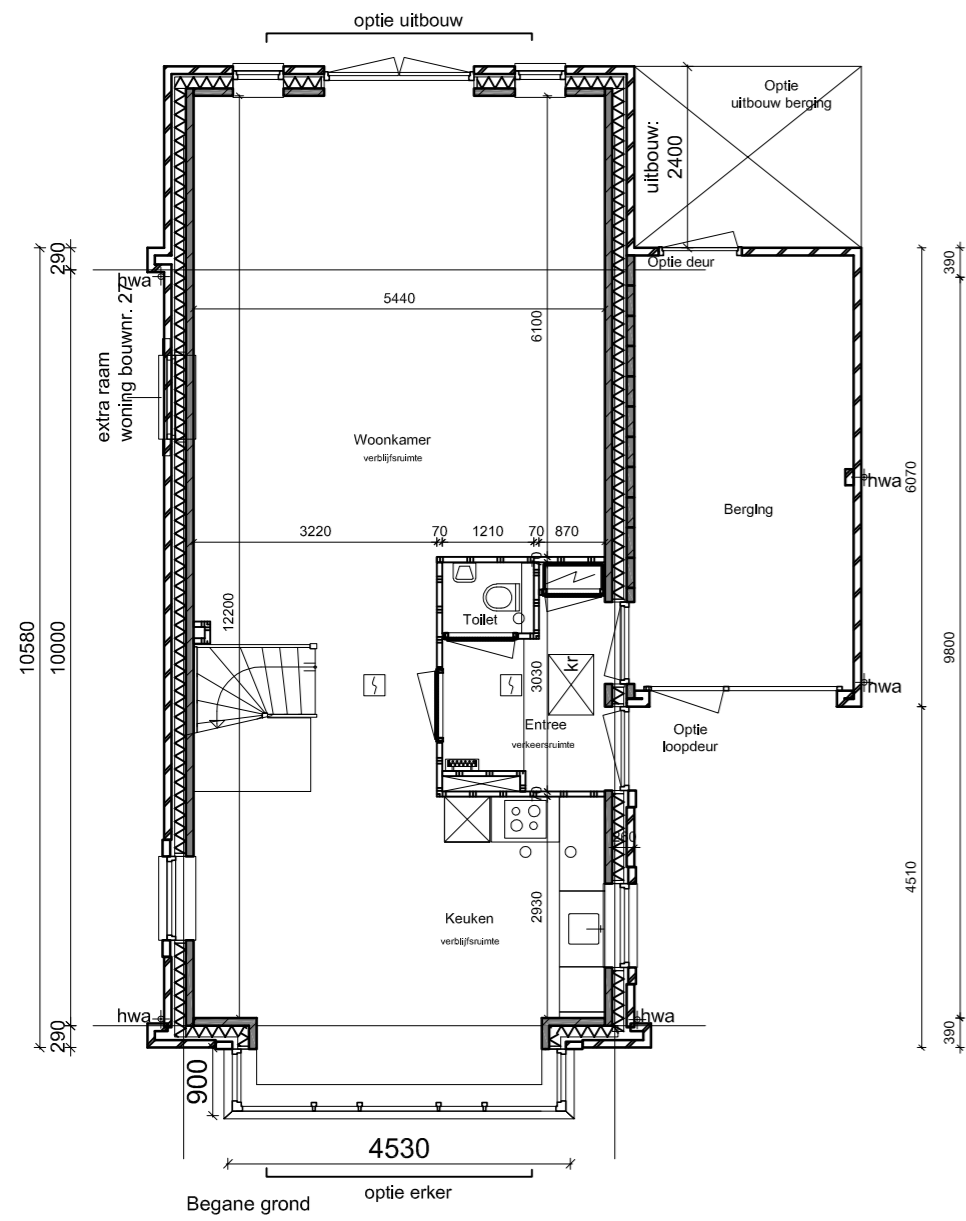 optie uitbouw
Optie
uitbouw berging
uitbouw:
2400
290
390
Optie deur
hwa
5440
6100
extra raam
woning bouwnr. 27
Woonkamer
verblijfsruimte
hwa
6070
Berging
3220
70
1210
70
870
70
12200
Toilet
10580
10000
3030
kr
9800
hwa
Entree
verkeersruimte
Optie
loopdeur
70
260
4510
2930
Keuken
verblijfsruimte
hwa
hwa
290
390
900
4530
optie erker
Begane grond